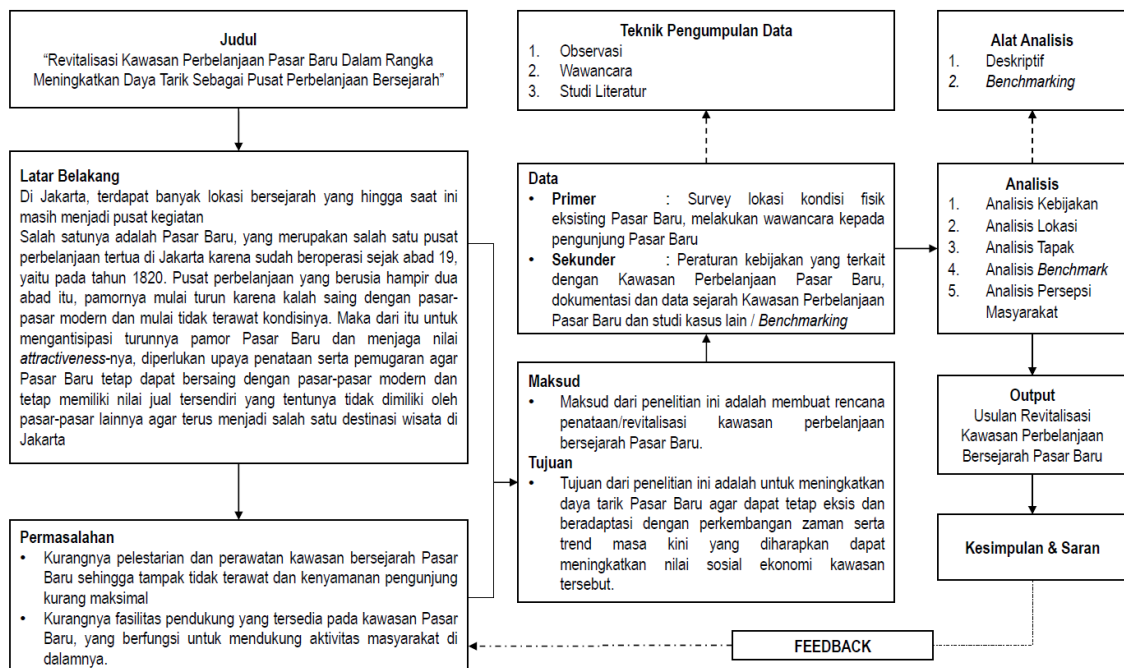 Judul
“Revitalisasi Kawasan Perbelanjaan Pasar Baru Dalam Rangka
Meningkatkan Daya Tarik Sebagai Pusat Perbelanjaan Bersejarah”
Latar Belakang
Di Jakarta, terdapat banyak lokasi bersejarah yang hingga saat ini
masih menjadi pusat kegiatan
Salah satunya adalah Pasar Baru, yang merupakan salah satu pusat
perbelanjaan tertua di Jakarta karena sudah beroperasi sejak abad 19,
yaitu pada tahun 1820. Pusat perbelanjaan yang berusia hampir dua
abad itu, pamornya mulai turun karena kalah saing dengan pasar-
pasar modern dan mulai tidak terawat kondisinya. Maka dari itu untuk
mengantisipasi turunnya pamor Pasar Baru dan menjaga nilai
attractiveness-nya, diperlukan upaya penataan serta pemugaran agar
Pasar Baru tetap dapat bersaing dengan pasar-pasar modern dan
tetap memiliki nilai jual tersendiri yang tentunya tidak dimiliki oleh
pasar-pasar lainnya agar terus menjadi salah satu destinasi wisata di
Jakarta
Permasalahan
• Kurangnya pelestarian dan perawatan kawasan bersejarah Pasar
Baru sehingga tampak tidak terawat dan kenyamanan pengunjung
kurang maksimal
• Kurangnya fasilitas pendukung yang tersedia pada kawasan Pasar
Baru, yang berfungsi untuk mendukung aktivitas masyarakat di
dalamnya.
Teknik Pengumpulan Data
1. Observasi
2. Wawancara
3. Studi Literatur
Data
• Primer : Survey lokasi kondisi fisik
eksisting Pasar Baru, melakukan wawancara kepada
pengunjung Pasar Baru
• Sekunder : Peraturan kebijakan yang terkait
dengan Kawasan Perbelanjaan Pasar Baru,
dokumentasi dan data sejarah Kawasan Perbelanjaan
Pasar Baru dan studi kasus lain / Benchmarking
Maksud
• Maksud dari penelitian ini adalah membuat rencana
penataan/revitalisasi kawasan perbelanjaan
bersejarah Pasar Baru.
Tujuan
• Tujuan dari penelitian ini adalah untuk meningkatkan
daya tarik Pasar Baru agar dapat tetap eksis dan
beradaptasi dengan perkembangan zaman serta
trend masa kini yang diharapkan dapat
meningkatkan nilai sosial ekonomi kawasan
tersebut.
Alat Analisis
1. Deskriptif
2. Benchmarking
Analisis
1. Analisis Kebijakan
2. Analisis Lokasi
3. Analisis Tapak
4. Analisis Benchmark
5. Analisis Persepsi
Masyarakat
Output
Usulan Revitalisasi
Kawasan Perbelanjaan
Bersejarah Pasar Baru
Kesimpulan & Saran
FEEDBACK